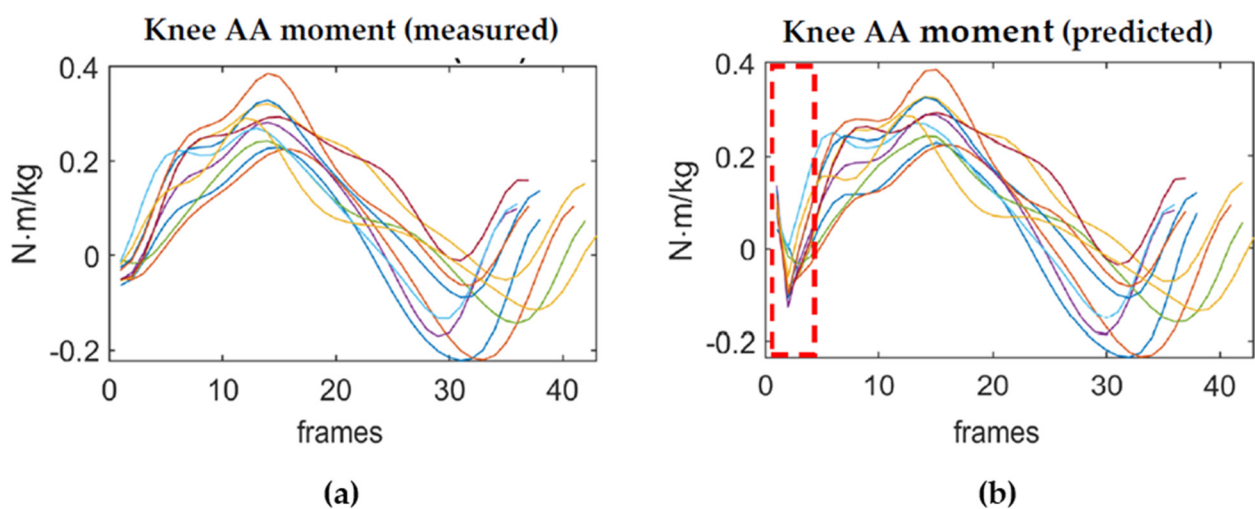 Knee AA moment (measured)
0.4
0.2
0
-0.2
N·m/kg
0 10 20 30 40
frames
(a)
Knee AA moment (predicted)
0.4
0.2
0
-0.2
N·m/kg
0 10 20 30 40
frames
(b)